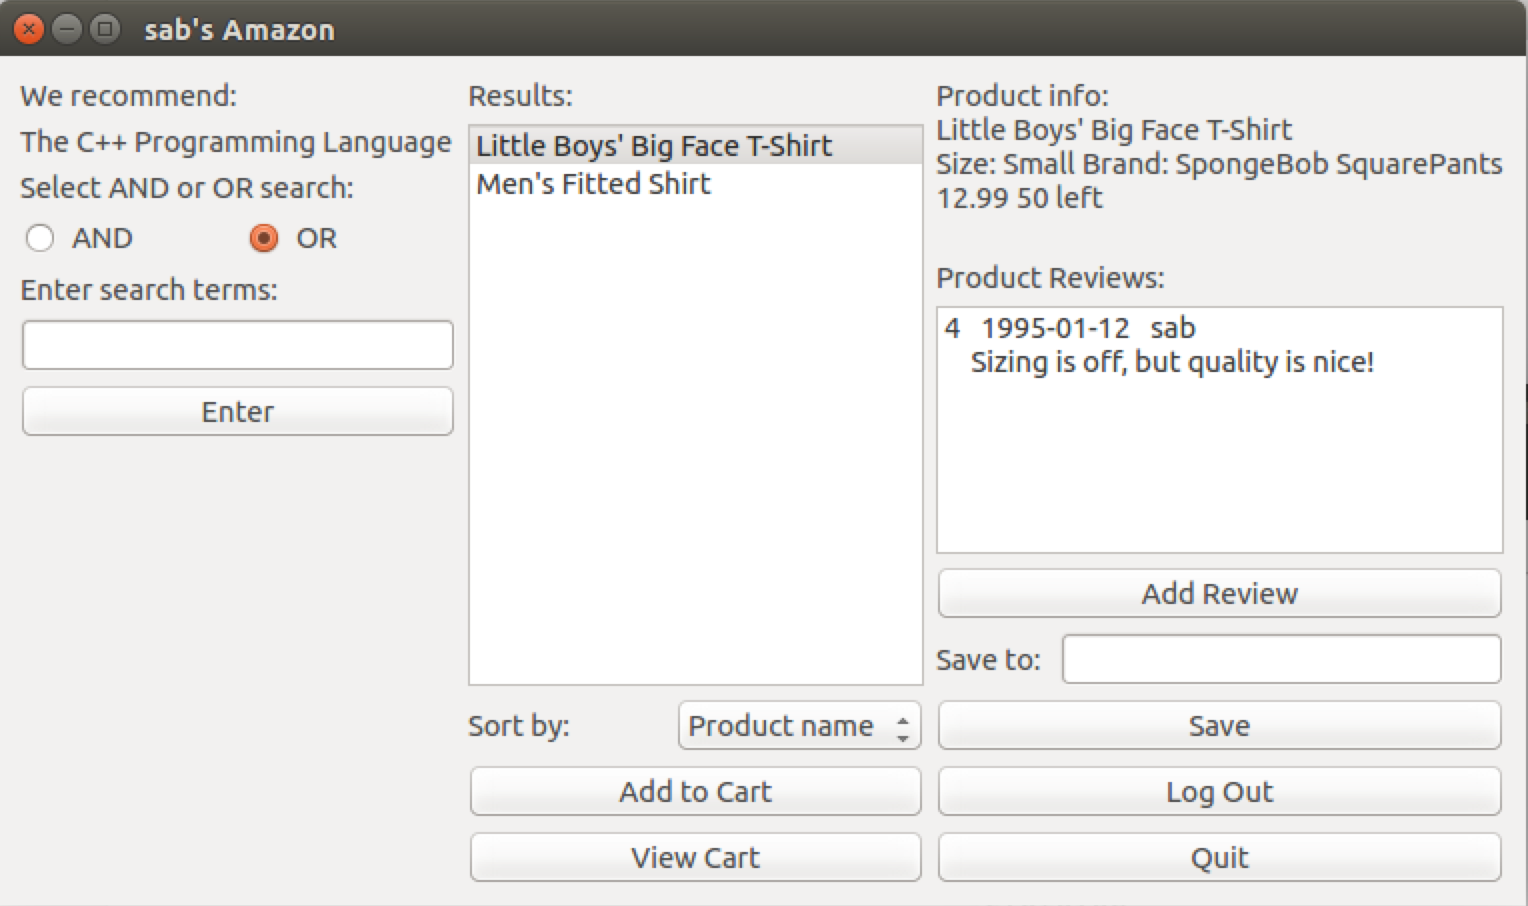 sab's Amazon
We recommend:
The C++ Programming Language
Select AND or OR search:
AND
OR
Enter search terms:
Enter
Results:
Little Boys' Big Face T-Shirt
Men's Fitted Shirt
Sort by:
Product name
Add to Cart
View Cart
Product info:
Little Boys' Big Face T-Shirt
Size: Small Brand: SpongeBob SquarePants
12.99 50 left
Product Reviews:
4 1995-01-12 sab
Sizing is off, but quality is nice!
Add Review
Save to:
Save
Log Out
Quit